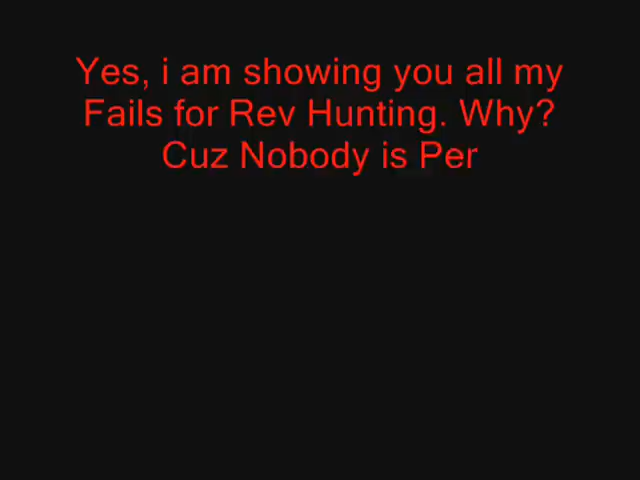 Yes, i am showing you all my
Fails for Rev Hunting. Why?
Cuz Nobody is Per